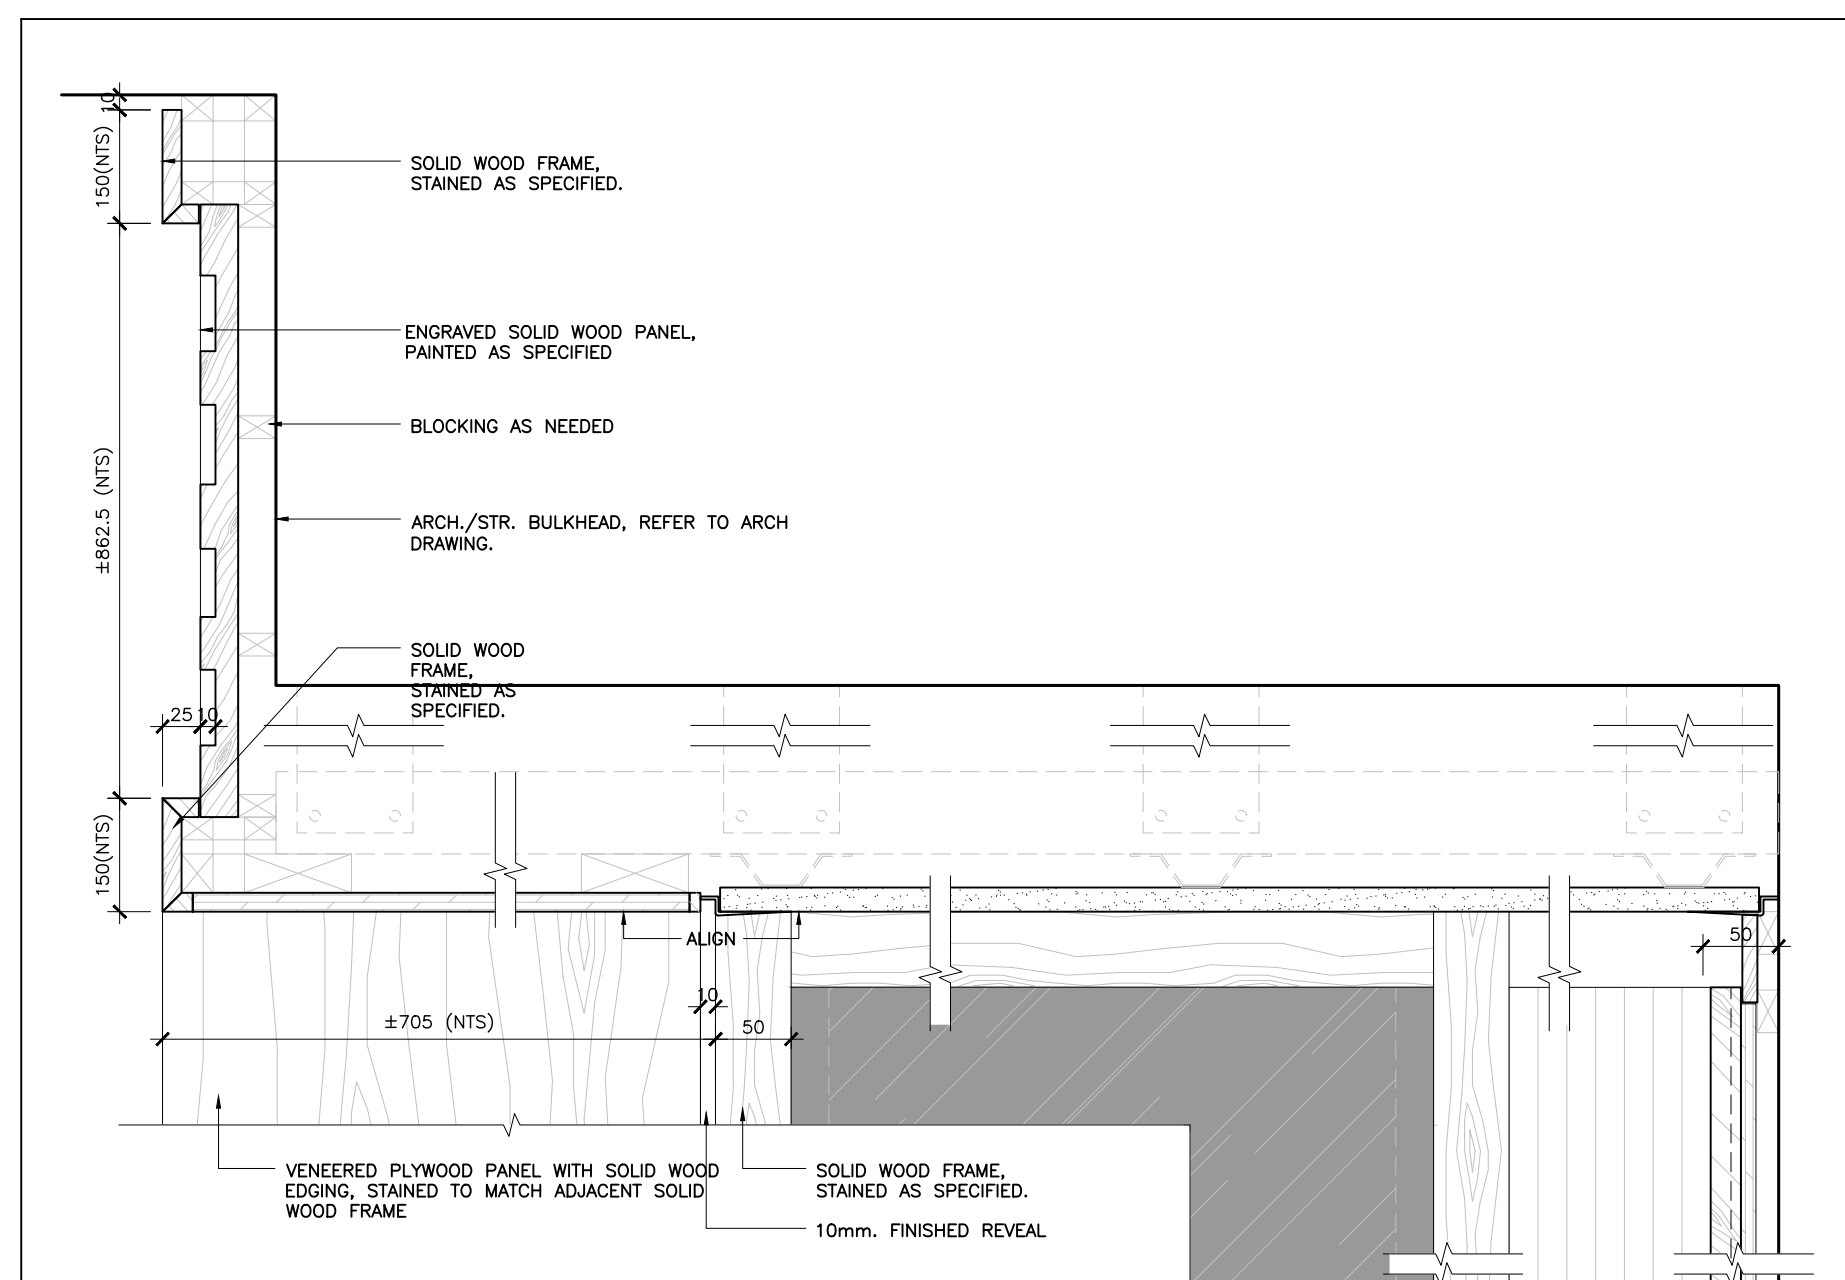 10
150(NTS)
SOLID WOOD FRAME,
STAINED AS SPECIFIED.
ENGRAVED SOLID WOOD PANEL,
PAINTED AS SPECIFIED
BLOCKING AS NEEDED
±862.5 (NTS)
ARCH./STR. BULKHEAD, REFER TO ARCH
DRAWING.
SOLID WOOD
FRAME,
STAINED AS
SPECIFIED.
25
10
150(NTS)
ALIGN
50
10
±705 (NTS)
50
VENEERED PLYWOOD PANEL WITH SOLID WOOD
EDGING, STAINED TO MATCH ADJACENT SOLID
WOOD FRAME
SOLID WOOD FRAME,
STAINED AS SPECIFIED.
10mm. FINISHED REVEAL